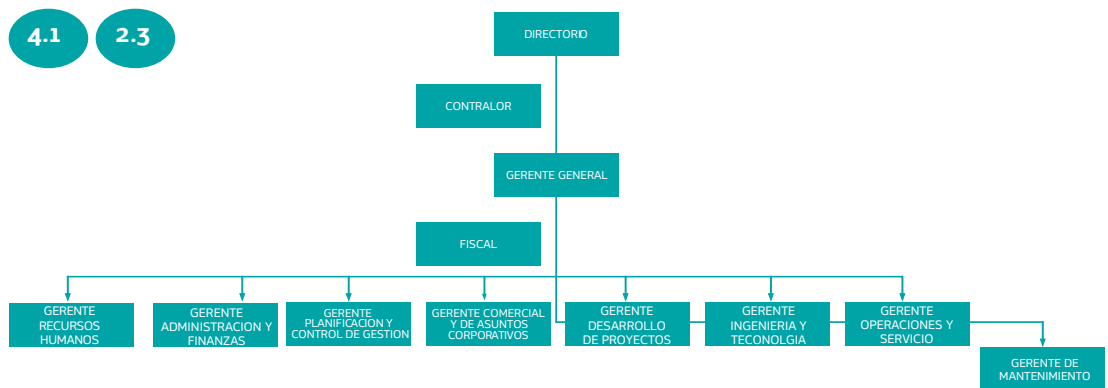 4.1
2.3
DIRECTORIO
CONTRALOR
GERENTE GENERAL
FISCAL
GERENTE
RECURSOS
HUMANOS
GERENTE
ADMINISTRACION Y
FINANZAS
GERENTE
PLANIFICACION Y
CONTROL DE GESTION
GERENTE COMERCIAL
Y DE ASUNTOS
CORPORATIVOS
GERENTE
DESARROLLO
DE PROYECTOS
GERENTE
INGENIERIA Y
TECONOLGIA
GERENTE
OPERACIONES Y
SERVICIO
GERENTE DE
MANTENIMIENTO